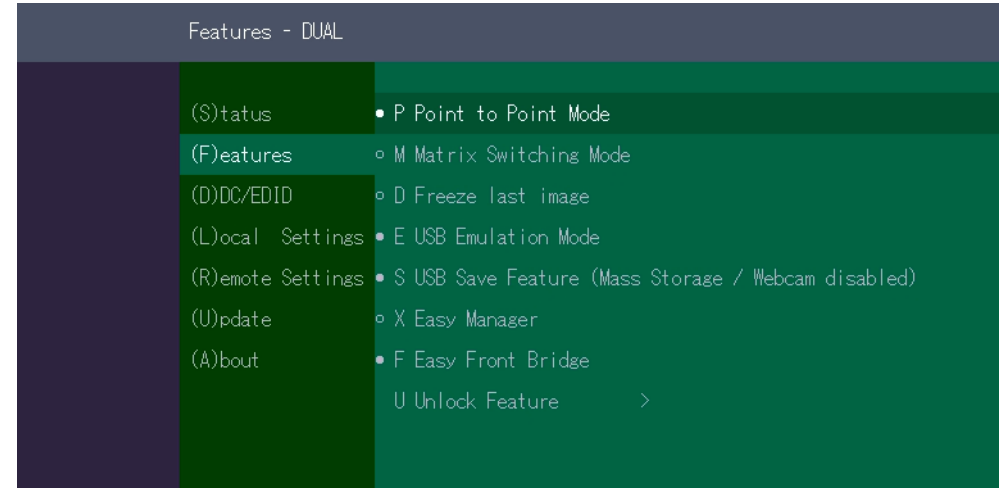 Features - DUAL
(S)tatus
(F)eatures
(D)DC/EDID
(L)ocal Settings
(R)emote Settings
(U)pdate
(A)bout
● P Point to Point Mode
○ M Matrix Switching Mode
○ D Freeze last image
● E USB Emulation Mode
● S USB Save Feature (Mass Storage / Webcam disabled)
○ X Easy Manager
● F Easy Front Bridge
U Unlock Feature >